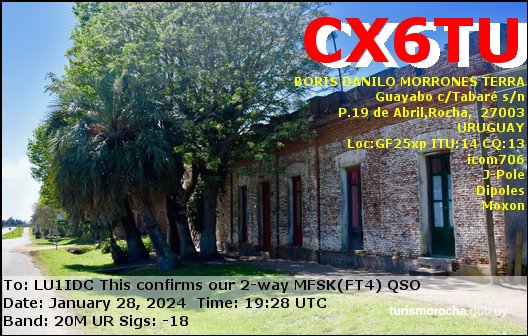 CX6TU
BORIS DANILO MORRONES TERRA
Guayabo c/Tabaré s/n
P.19 de Abril,Rocha,  27003
URUGUAY
Loc:GF25xp ITU:14 CQ:13
icom706
J-Pole
Dipoles
Moxon
To: LU1IDC This confirms our 2-way MFSK(FT4) QSO
Date: January 28, 2024  Time: 19:28 UTC
Band: 20M UR Sigs: -18
turismorocha.gub.uy